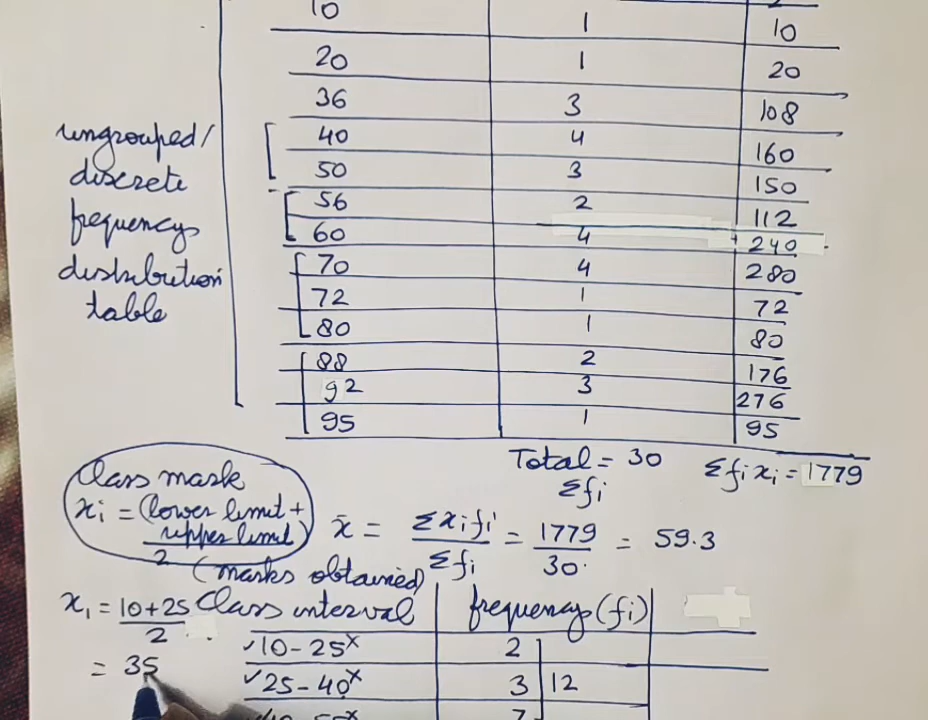 10 1 10
20 1 20
36 3 108
40 4 160
50 3 150
56 2 112
60 4 240
70 4 280
72 1 72
80 1 80
88 2 176
92 3 276
95 1 95
ungrouped/
discrete
frequency
distribution
table
Total = 30 Σfixi = 1779
Σfi
Class mark
xi = (lower limit +
upper limit)
2
x̄ = Σxifi / Σfi = 1779 / 30 = 59.3
(marks obtained)
x1 = 10+25 / 2
= 35
Class interval frequency (fi)
✓10-25x 2
✓25-40x 3 12